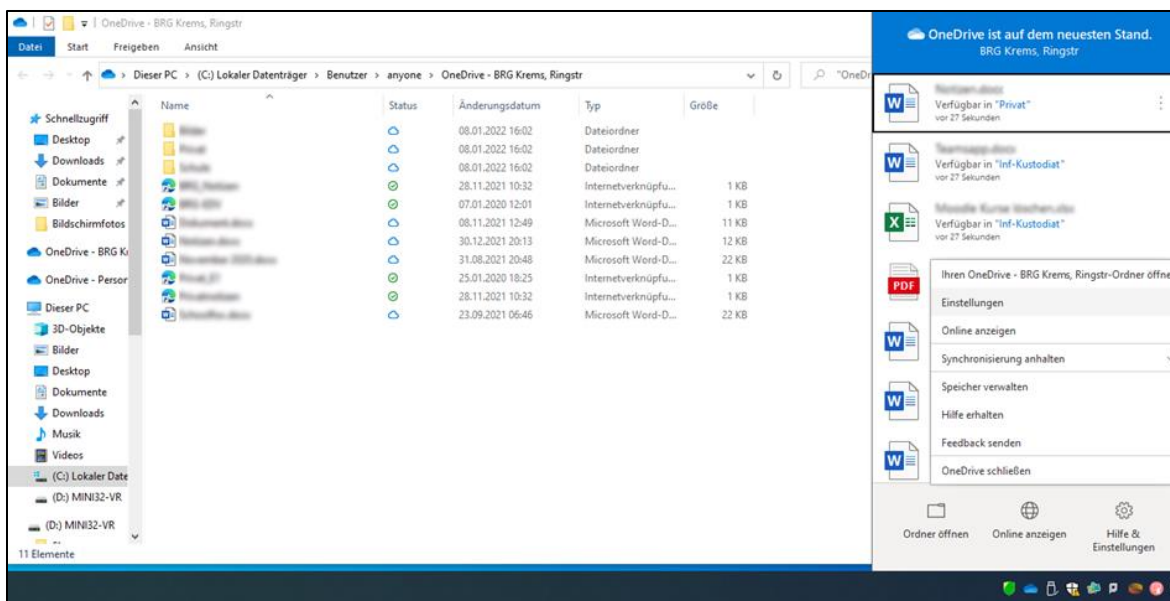 OneDrive - BRG Krems, Ringstr
Datei Start Freigeben Ansicht
Dieser PC › (C:) Lokaler Datenträger › Benutzer › anyone › OneDrive - BRG Krems, Ringstr
"OneDr
Schnellzugriff
Desktop
Downloads
Dokumente
Bilder
Bildschirmfotos
OneDrive - BRG Kr
OneDrive - Person
Dieser PC
3D-Objekte
Bilder
Desktop
Dokumente
Downloads
Musik
Videos
(C:) Lokaler Date
(D:) MINI32-VR
(D:) MINI32-VR
11 Elemente
Name Status Änderungsdatum Typ Größe
08.01.2022 16:02 Dateiordner
08.01.2022 16:02 Dateiordner
08.01.2022 16:02 Dateiordner
28.11.2021 10:32 Internetverknüpfu... 1 KB
07.01.2020 12:01 Internetverknüpfu... 1 KB
08.11.2021 12:49 Microsoft Word-D... 11 KB
30.12.2021 20:13 Microsoft Word-D... 12 KB
31.08.2021 20:48 Microsoft Word-D... 22 KB
25.01.2020 18:25 Internetverknüpfu... 1 KB
28.11.2021 10:32 Internetverknüpfu... 1 KB
23.09.2021 06:46 Microsoft Word-D... 22 KB
OneDrive ist auf dem neuesten Stand.
BRG Krems, Ringstr
Verfügbar in "Privat"
vor 27 Sekunden
Verfügbar in "Inf-Kustodiat"
vor 27 Sekunden
Verfügbar in "Inf-Kustodiat"
vor 27 Sekunden
PDF
Ihren OneDrive - BRG Krems, Ringstr-Ordner öffne
Einstellungen
Online anzeigen
Synchronisierung anhalten
Speicher verwalten
Hilfe erhalten
Feedback senden
OneDrive schließen
Ordner öffnen Online anzeigen Hilfe &
Einstellungen